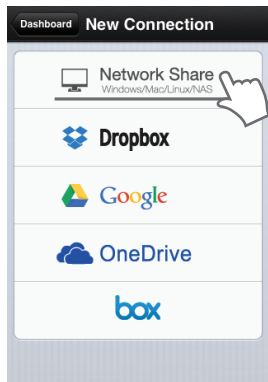 Dashboard New Connection
Network Share
Windows/Mac/Linux/NAS
Dropbox
Google
OneDrive
box